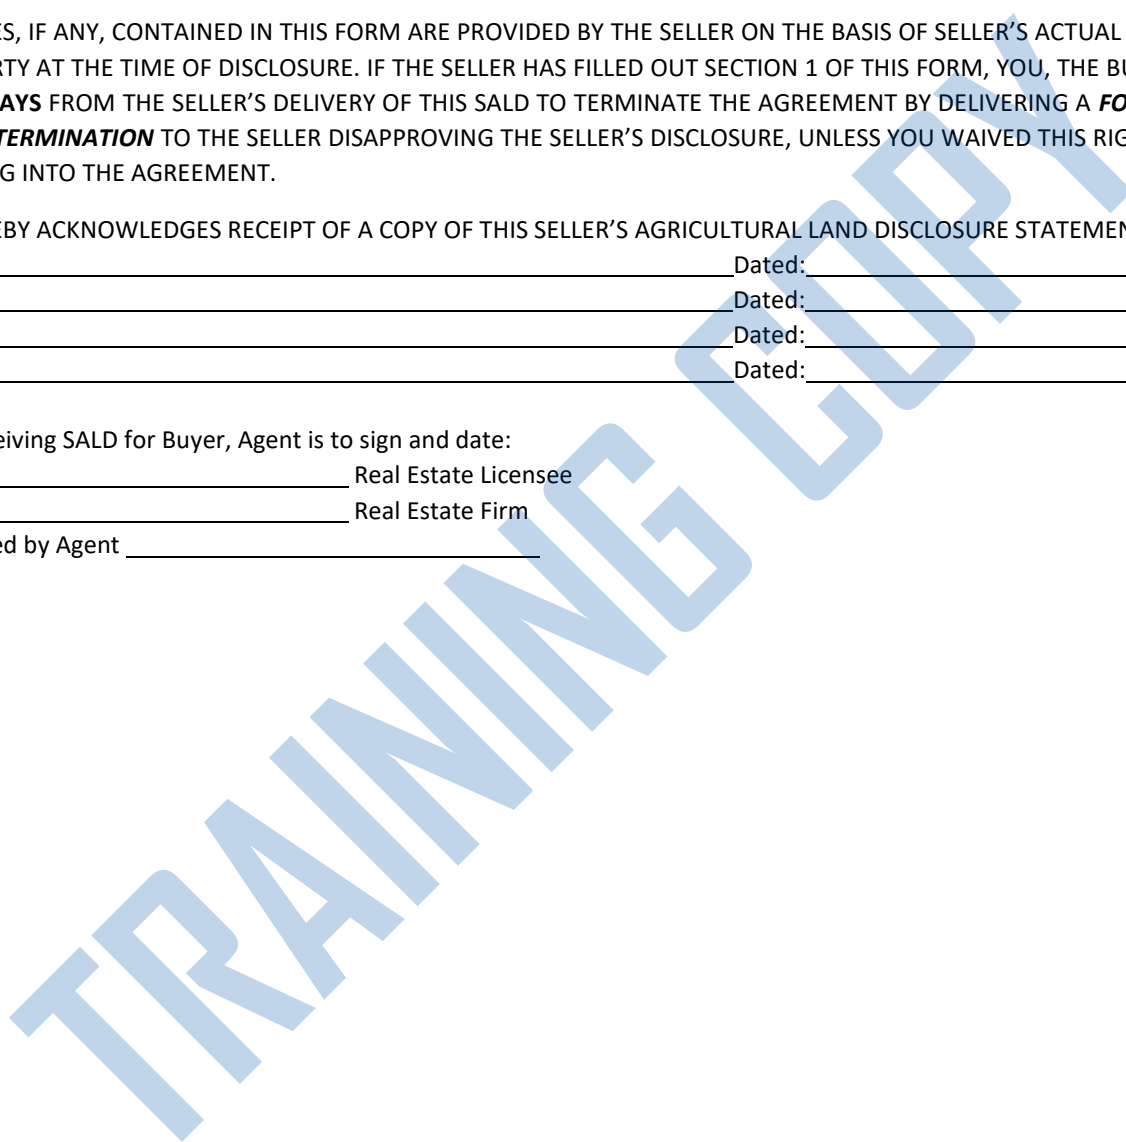 ES, IF ANY, CONTAINED IN THIS FORM ARE PROVIDED BY THE SELLER ON THE BASIS OF SELLER’S ACTUAL
RTY AT THE TIME OF DISCLOSURE. IF THE SELLER HAS FILLED OUT SECTION 1 OF THIS FORM, YOU, THE BU
AYS FROM THE SELLER’S DELIVERY OF THIS SALD TO TERMINATE THE AGREEMENT BY DELIVERING A FO
TERMINATION TO THE SELLER DISAPPROVING THE SELLER’S DISCLOSURE, UNLESS YOU WAIVED THIS RIG
G INTO THE AGREEMENT.
EBY ACKNOWLEDGES RECEIPT OF A COPY OF THIS SELLER’S AGRICULTURAL LAND DISCLOSURE STATEMEN
Dated:
Dated:
Dated:
Dated:
eiving SALD for Buyer, Agent is to sign and date:
Real Estate Licensee
Real Estate Firm
ed by Agent
TRAINING COPY